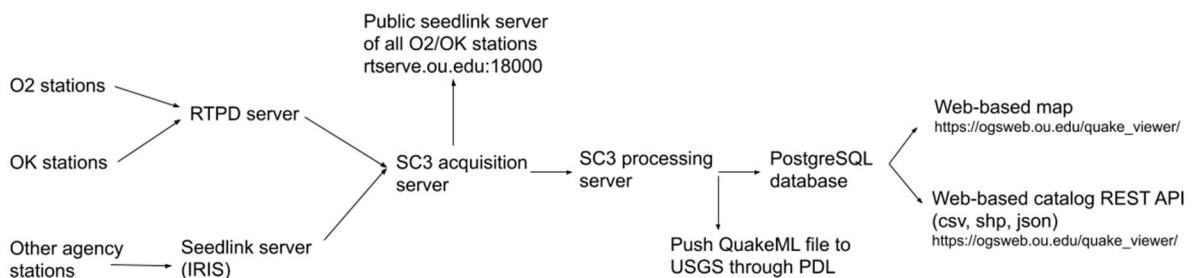 Public seedlink server
of all O2/OK stations
rtserve.ou.edu:18000
O2 stations
RTPD server
OK stations
Other agency
stations
Seedlink server
(IRIS)
SC3 acquisition
server
SC3 processing
server
Push QuakeML file to
USGS through PDL
PostgreSQL
database
Web-based map
https://ogsweb.ou.edu/quake_viewer/
Web-based catalog REST API
(csv, shp, json)
https://ogsweb.ou.edu/quake_viewer/